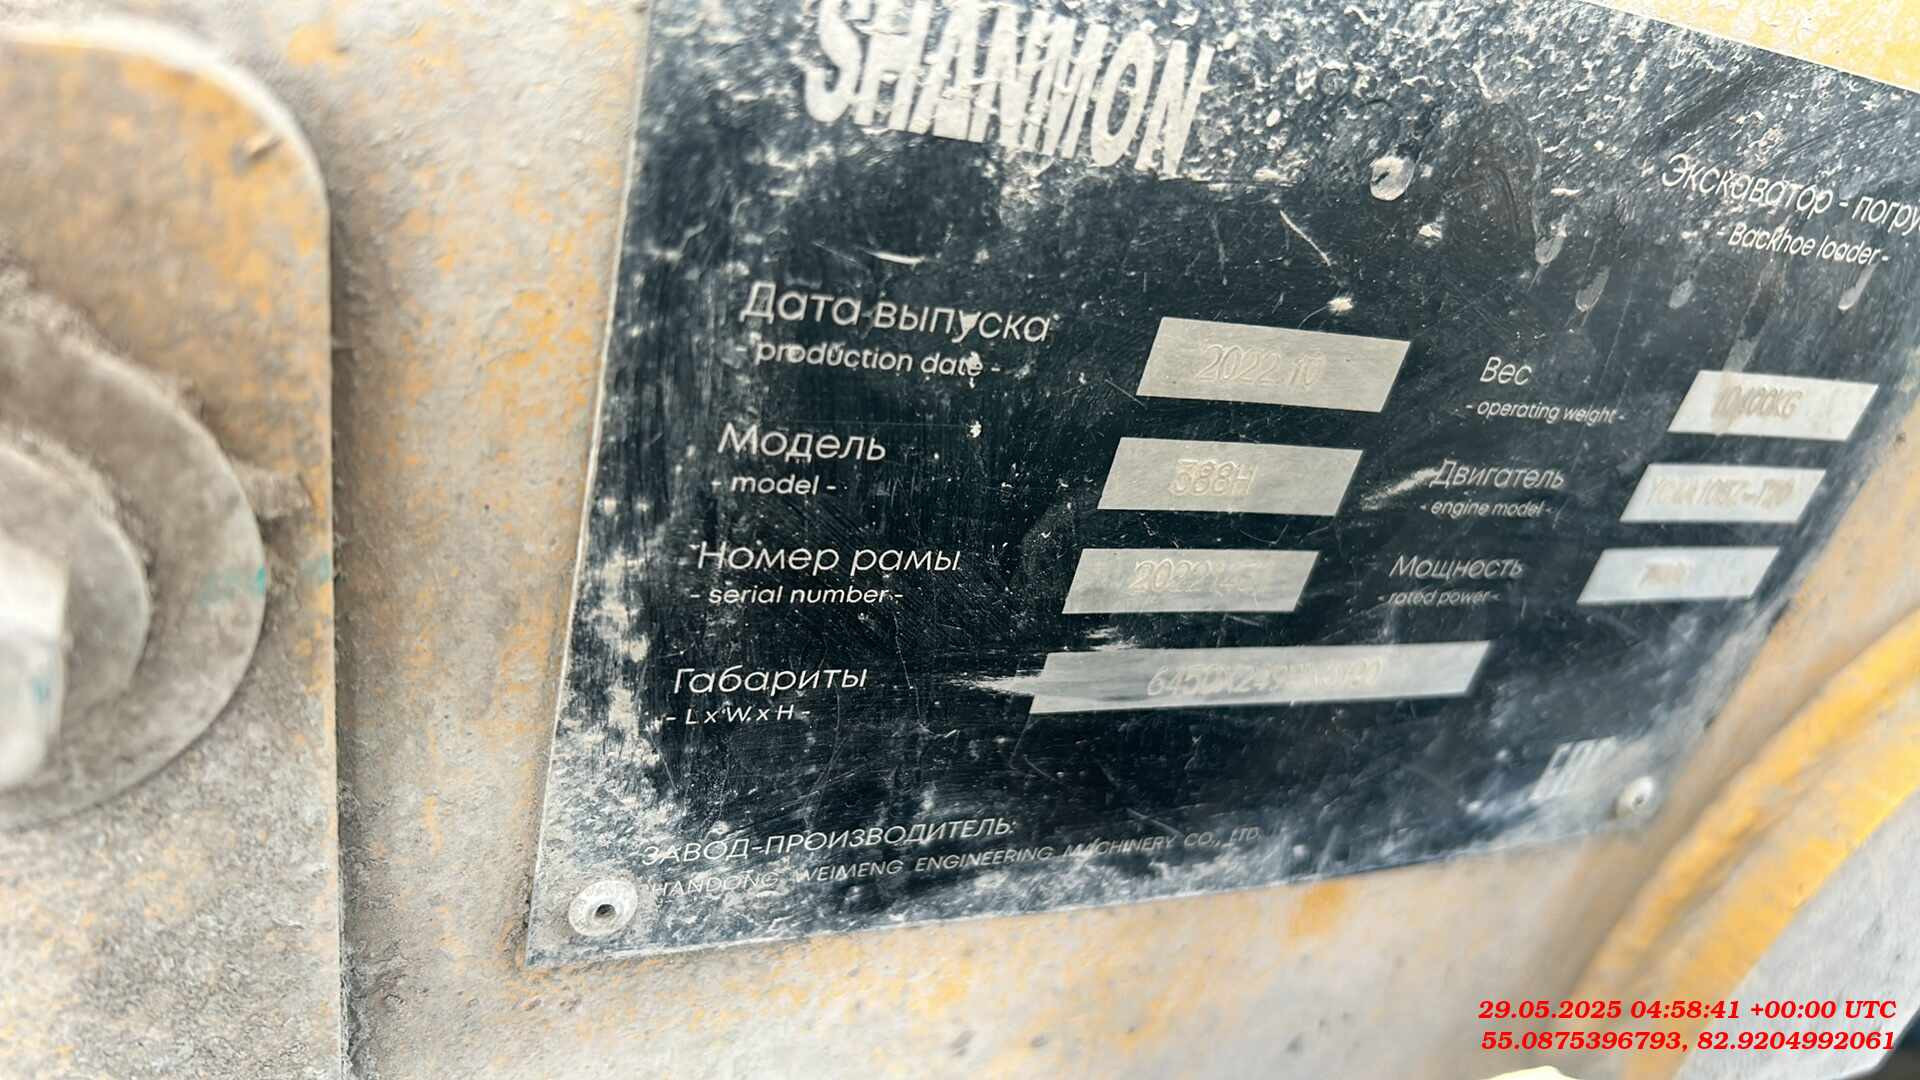 SHANMON
Экскаватор - погру
- Backhoe loader -
Дата выпуска
- production date -
2022 10
Вес
- operating weight -
10400KG
Модель
- model -
388H
Двигатель
- engine model -
Номер рамы
- serial number -
Мощность
- rated power -
Габариты
- L x W x H -
ЗАВОД-ПРОИЗВОДИТЕЛЬ:
SHANDONG WEIMENG ENGINEERING MACHINERY CO., LTD.
29.05.2025 04:58:41 +00:00 UTC
55.0875396793, 82.9204992061